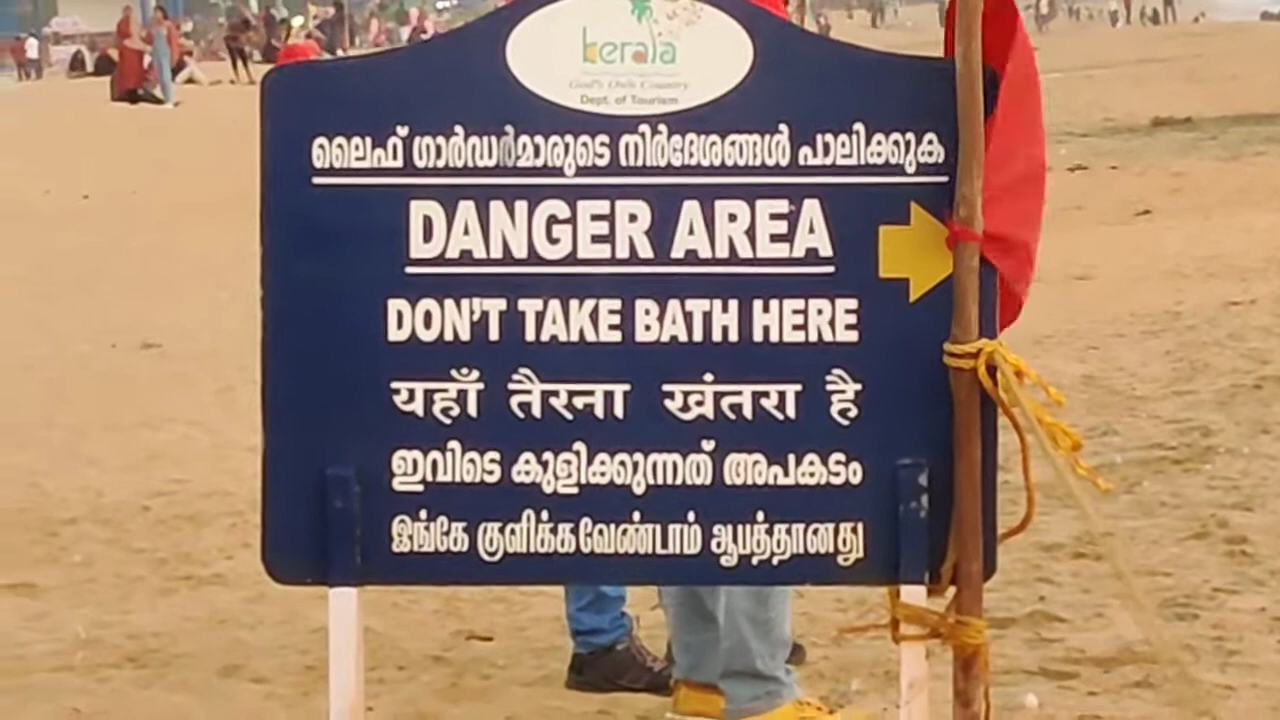 kerala
God's Own Country
Dept. of Tourism
ലൈഫ് ഗാർഡർമാരുടെ നിർദേശങ്ങൾ പാലിക്കുക
DANGER AREA
DON'T TAKE BATH HERE
यहाँ तैरना खंतरा है
ഇവിടെ കുളിക്കുന്നത് അപകടം
இங்கே குளிக்கவேண்டாம் ஆபத்தானது